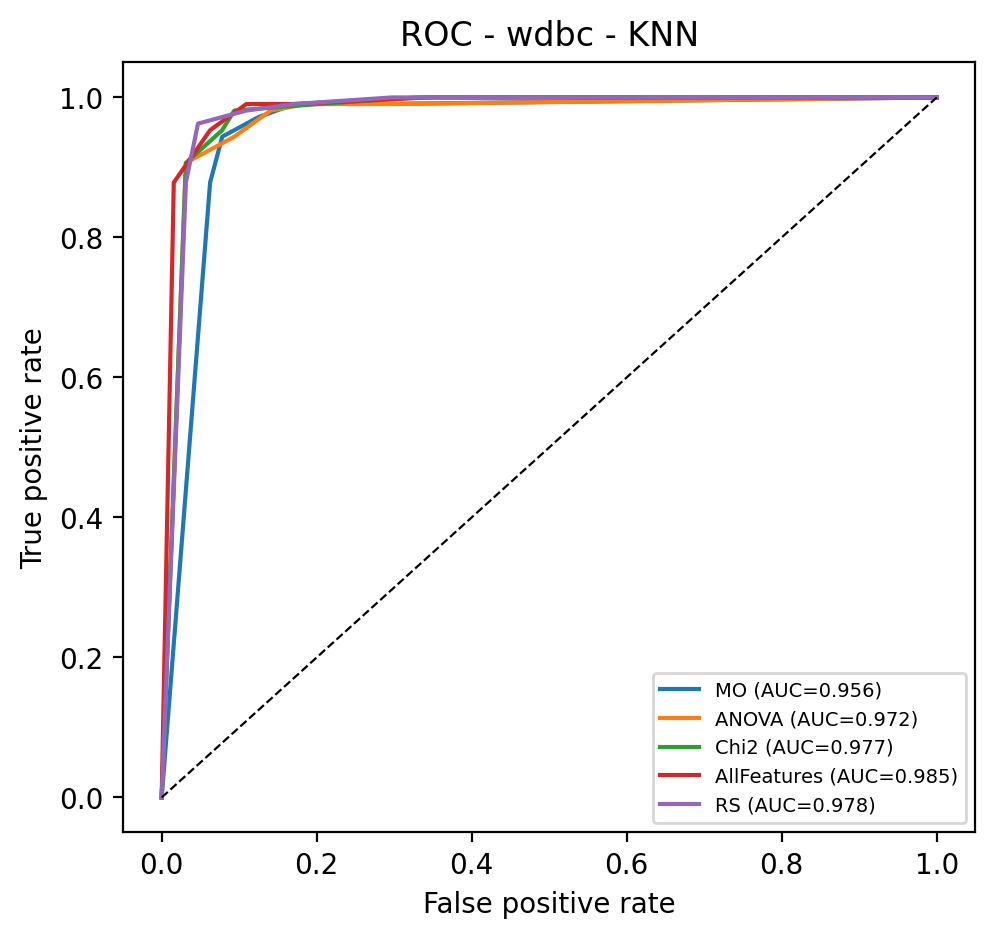 ROC - wdbc - KNN
True positive rate
1.0
0.8
0.6
0.4
0.2
0.0
MO (AUC=0.956)
ANOVA (AUC=0.972)
Chi2 (AUC=0.977)
AllFeatures (AUC=0.985)
RS (AUC=0.978)
0.0 0.2 0.4 0.6 0.8 1.0
False positive rate